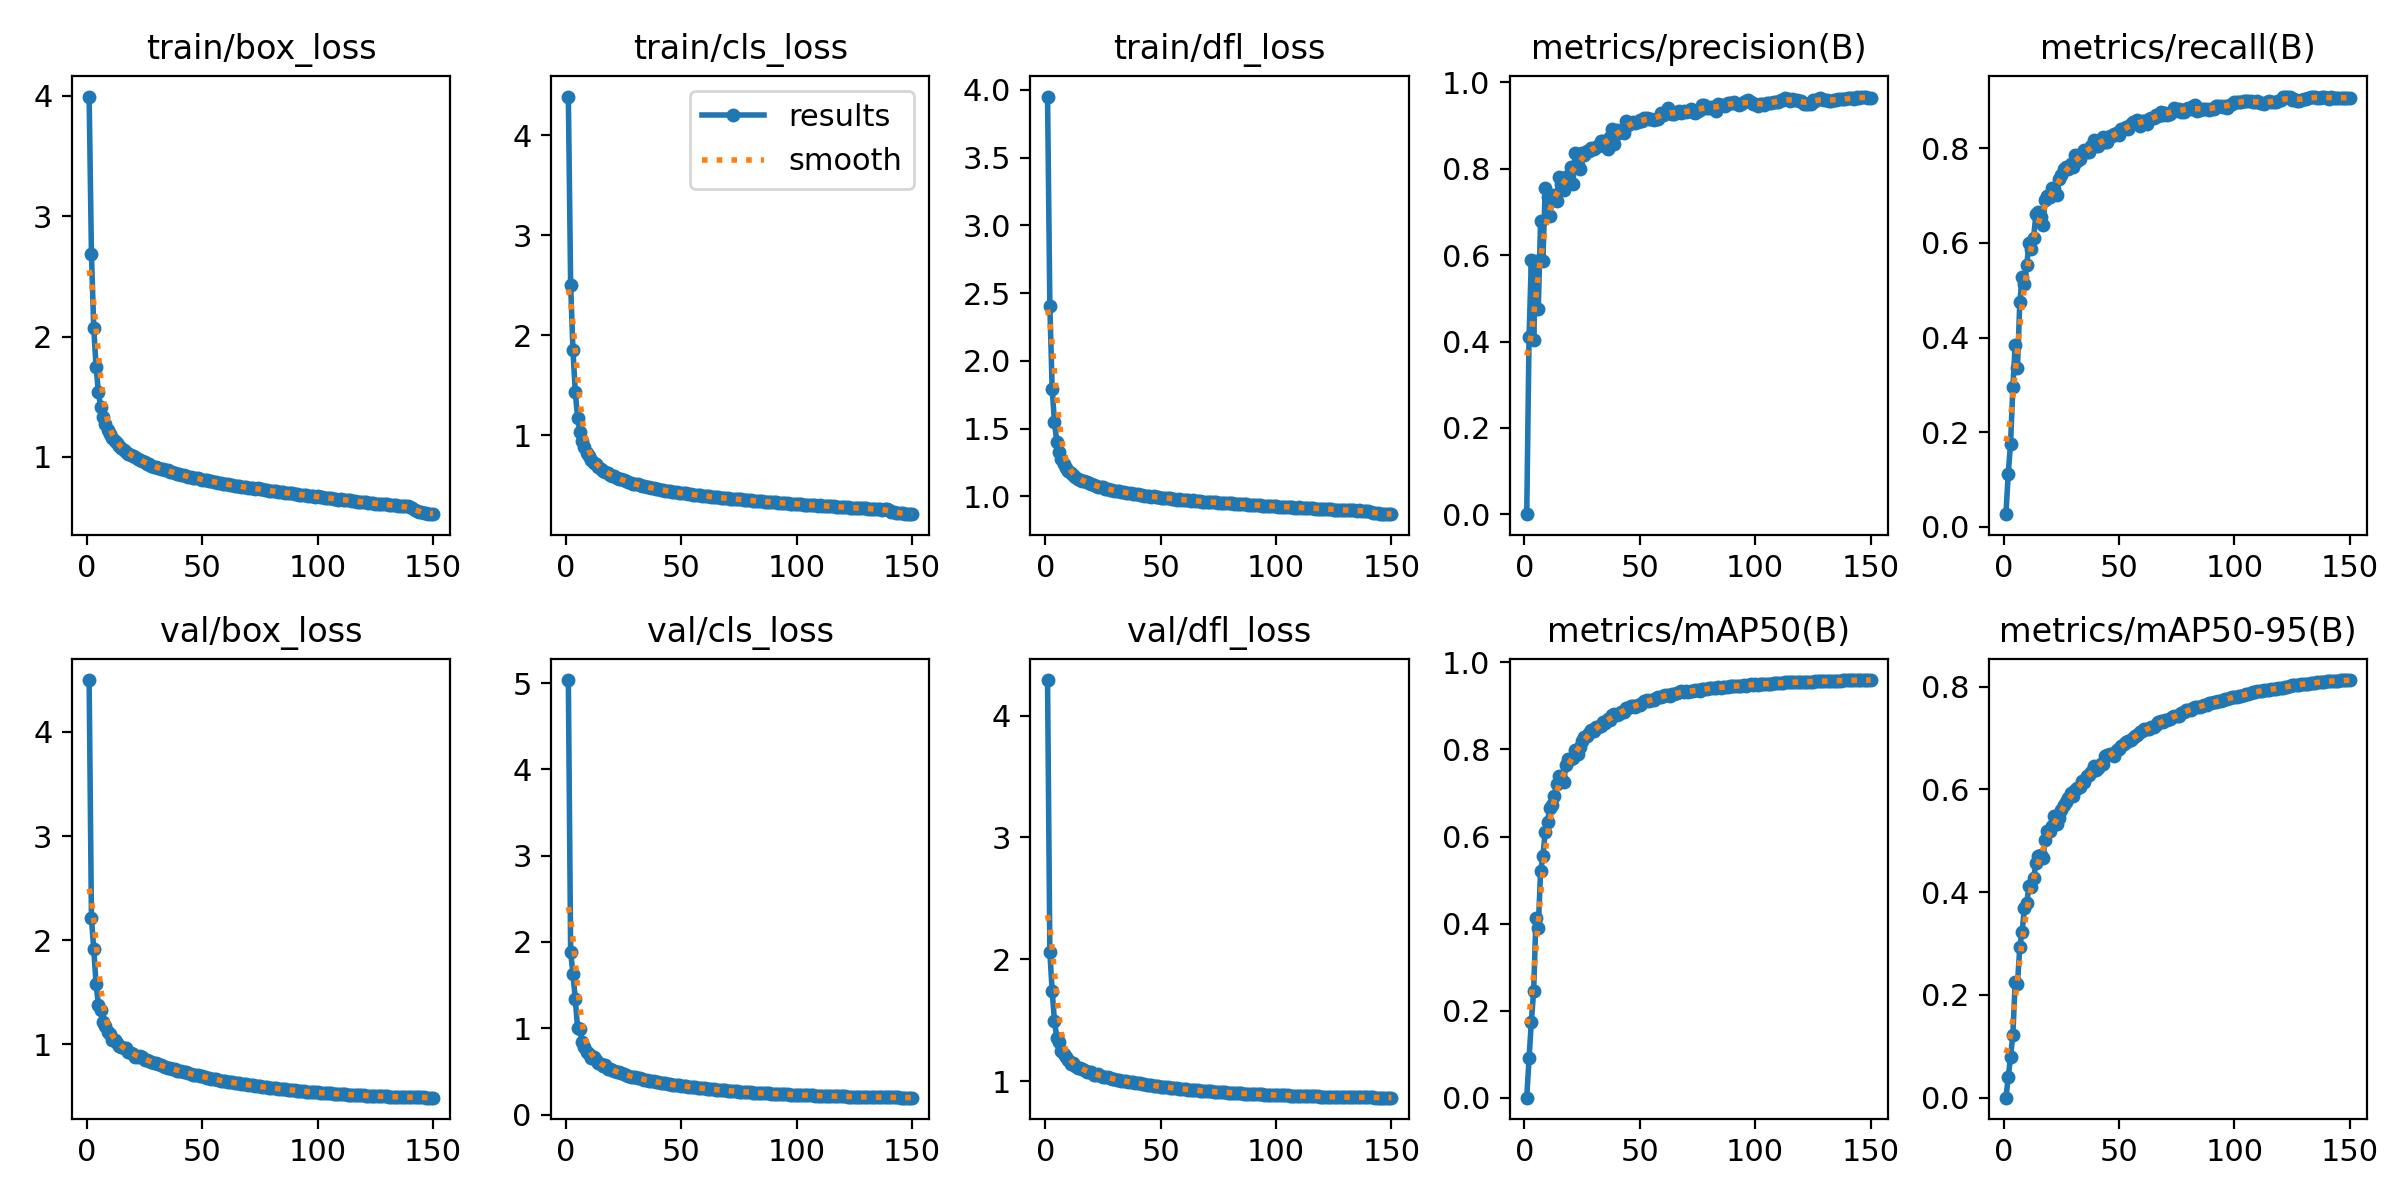 train/box_loss
4
3
2
1
0 50 100 150
train/cls_loss
results
smooth
4
3
2
1
0 50 100 150
train/dfl_loss
4.0
3.5
3.0
2.5
2.0
1.5
1.0
0 50 100 150
metrics/precision(B)
1.0
0.8
0.6
0.4
0.2
0.0
0 50 100 150
metrics/recall(B)
0.8
0.6
0.4
0.2
0.0
0 50 100 150
val/box_loss
4
3
2
1
0 50 100 150
val/cls_loss
5
4
3
2
1
0
0 50 100 150
val/dfl_loss
4
3
2
1
0 50 100 150
metrics/mAP50(B)
1.0
0.8
0.6
0.4
0.2
0.0
0 50 100 150
metrics/mAP50-95(B)
0.8
0.6
0.4
0.2
0.0
0 50 100 150